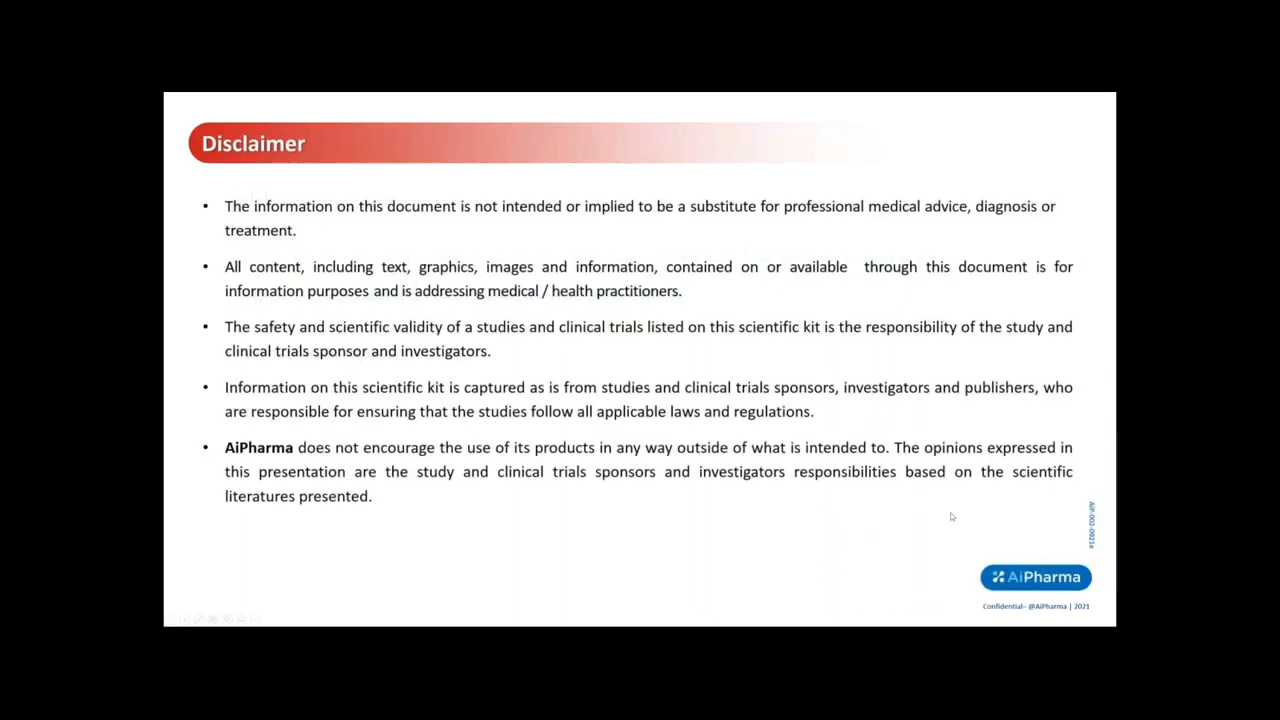 Disclaimer
• The information on this document is not intended or implied to be a substitute for professional medical advice, diagnosis or
treatment.
• All content, including text, graphics, images and information, contained on or available through this document is for
information purposes and is addressing medical / health practitioners.
• The safety and scientific validity of a studies and clinical trials listed on this scientific kit is the responsibility of the study and
clinical trials sponsor and investigators.
• Information on this scientific kit is captured as is from studies and clinical trials sponsors, investigators and publishers, who
are responsible for ensuring that the studies follow all applicable laws and regulations.
• AiPharma does not encourage the use of its products in any way outside of what is intended to. The opinions expressed in
this presentation are the study and clinical trials sponsors and investigators responsibilities based on the scientific
literatures presented.
AiP-002-0921e
AiPharma
Confidential– @AiPharma | 2021